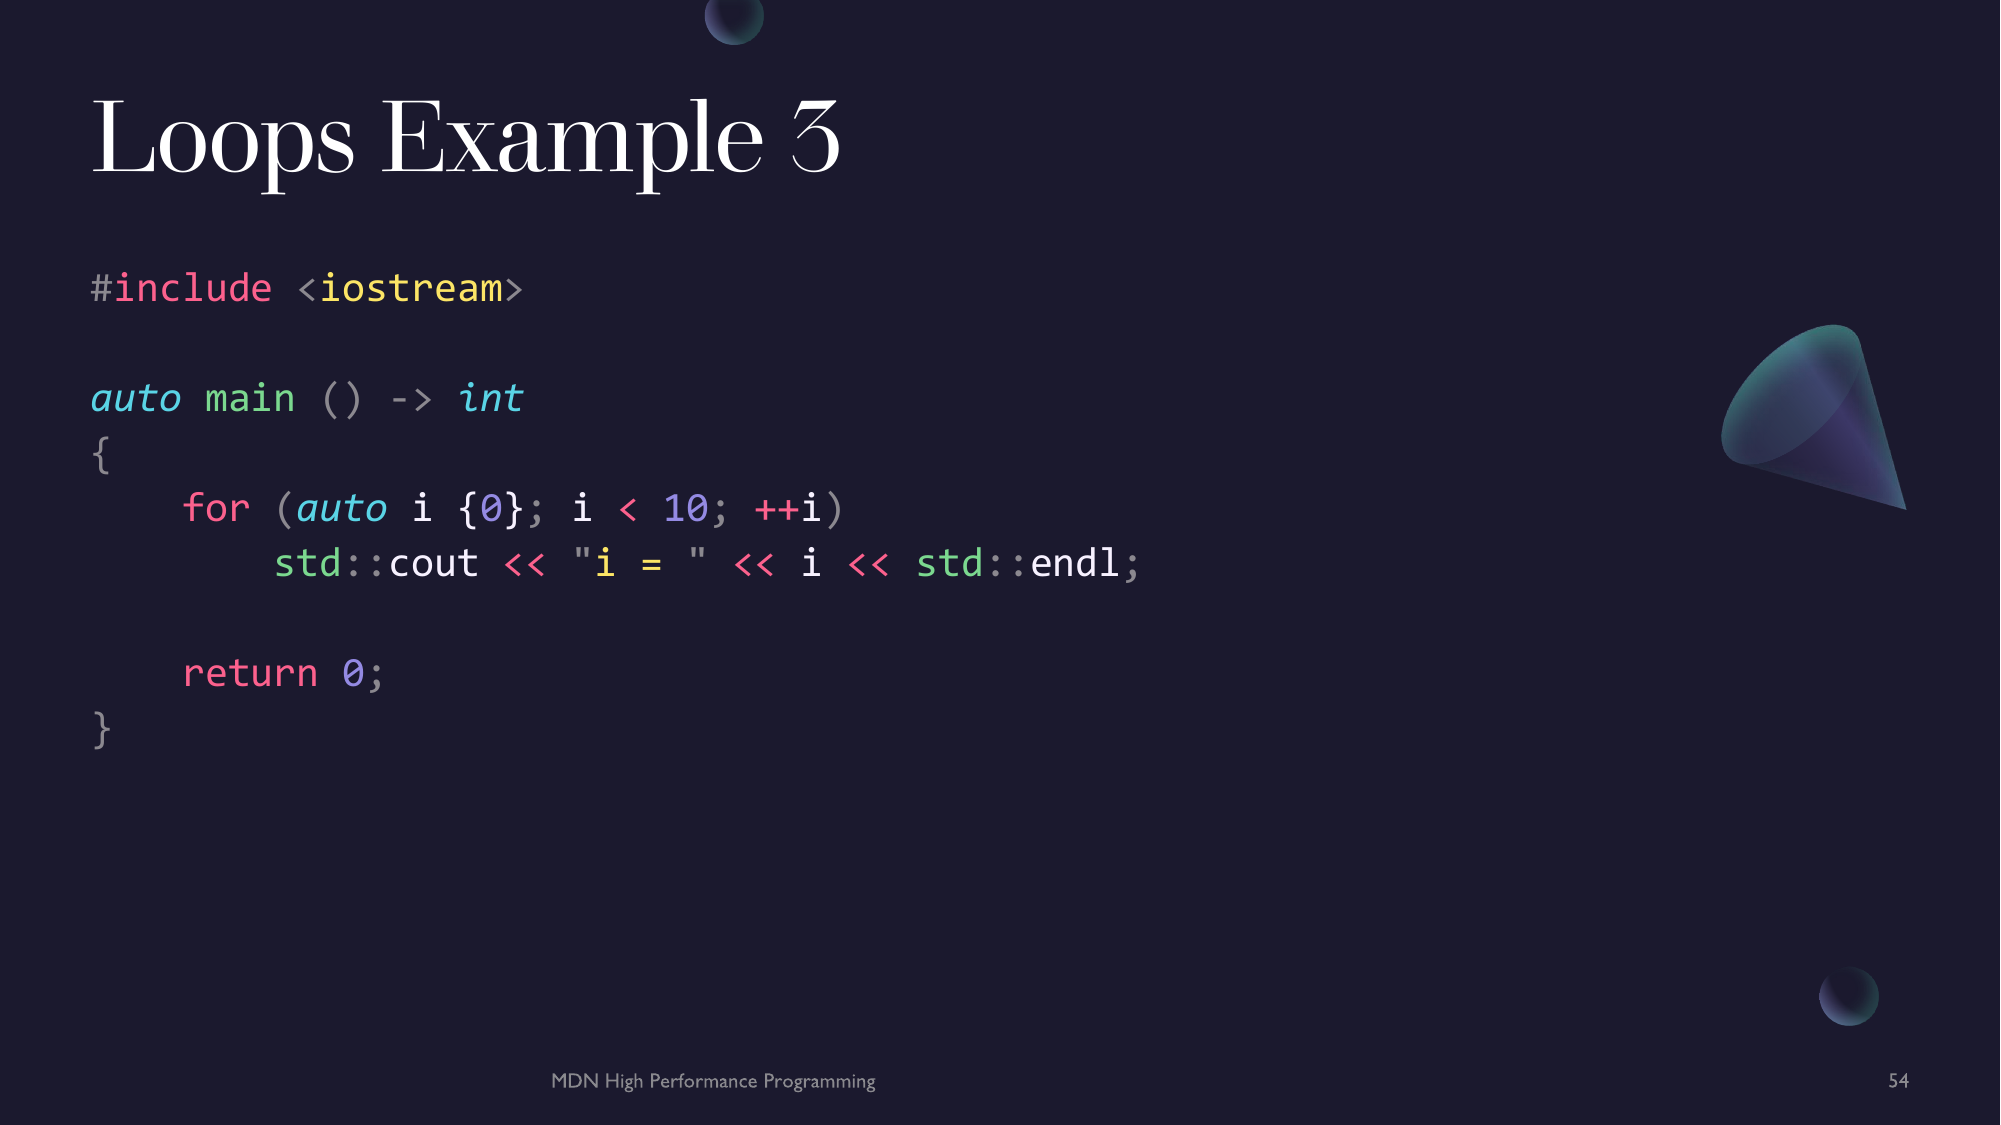 Loops Example 3
#include <iostream>
auto main () -> int
{
    for (auto i {0}; i < 10; ++i)
        std::cout << "i = " << i << std::endl;
    return 0;
}
MDN High Performance Programming
54